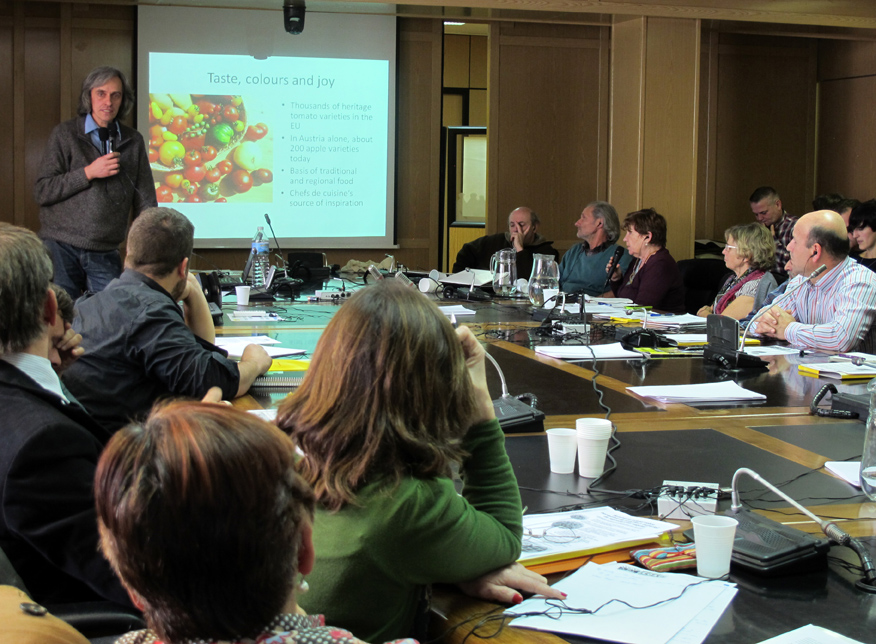 Taste, colours and joy
• Thousands of heritage
tomato varieties in the
EU
• In Austria alone, about
200 apple varieties
today
• Basis of traditional
and regional food
• Chefs de cuisine's
source of inspiration